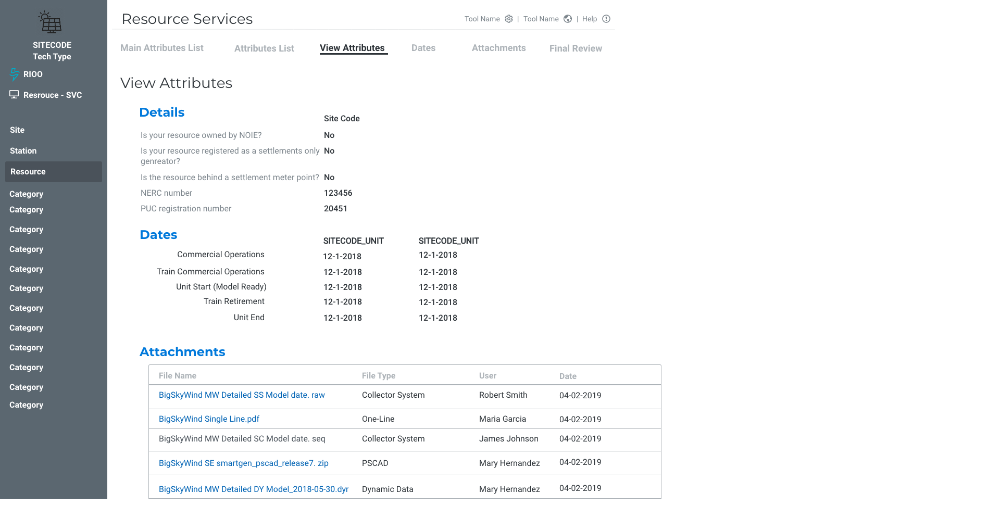 SITECODE
Tech Type
RIOO
Resrouce - SVC
Site
Station
Resource
Category
Category
Category
Category
Category
Category
Category
Category
Category
Category
Category
Category
Resource Services
Tool Name | Tool Name | Help
Main Attributes List Attributes List View Attributes Dates Attachments Final Review
View Attributes
Details
Site Code
Is your resource owned by NOIE? No
Is your resource registered as a settlements only No
genreator?
Is the resource behind a settlement meter point? No
NERC number 123456
PUC registration number 20451
Dates
SITECODE_UNIT SITECODE_UNIT
Commercial Operations 12-1-2018 12-1-2018
Train Commercial Operations 12-1-2018 12-1-2018
Unit Start (Model Ready) 12-1-2018 12-1-2018
Train Retirement 12-1-2018 12-1-2018
Unit End 12-1-2018 12-1-2018
Attachments
File Name File Type User Date
BigSkyWind MW Detailed SS Model date. raw Collector System Robert Smith 04-02-2019
BigSkyWind Single Line.pdf One-Line Maria Garcia 04-02-2019
BigSkyWind MW Detailed SC Model date. seq Collector System James Johnson 04-02-2019
BigSkyWind SE smartgen_pscad_release7. zip PSCAD Mary Hernandez 04-02-2019
BigSkyWind MW Detailed DY Model_2018-05-30.dyr Dynamic Data Mary Hernandez 04-02-2019